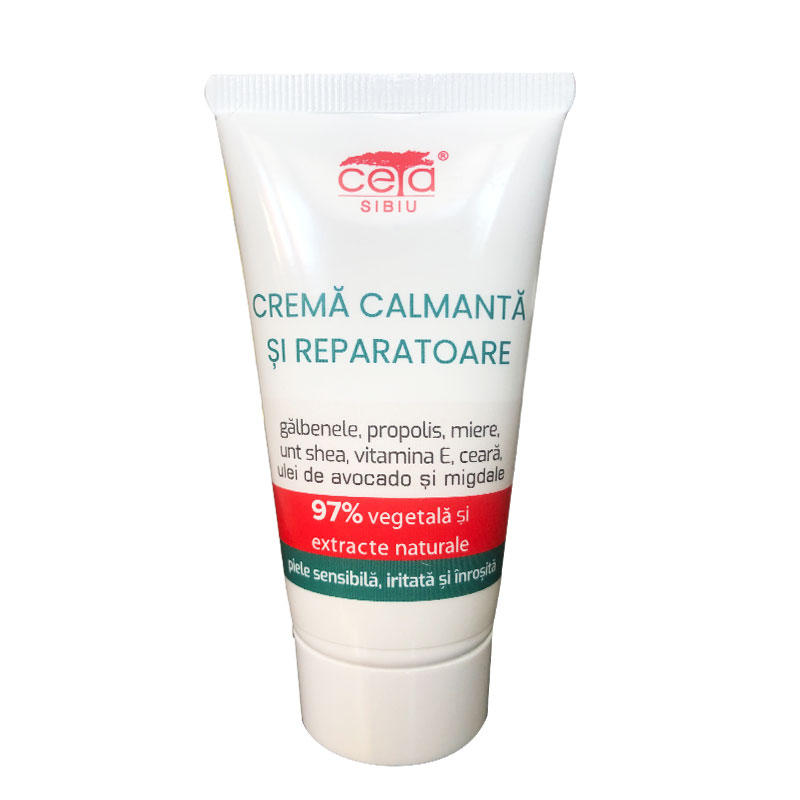 ceta®
SIBIU
CREMĂ CALMANTĂ
ȘI REPARATOARE
gălbenele, propolis, miere,
unt shea, vitamina E, ceară,
ulei de avocado și migdale
97% vegetală și
extracte naturale
piele sensibilă, iritată și înroșită